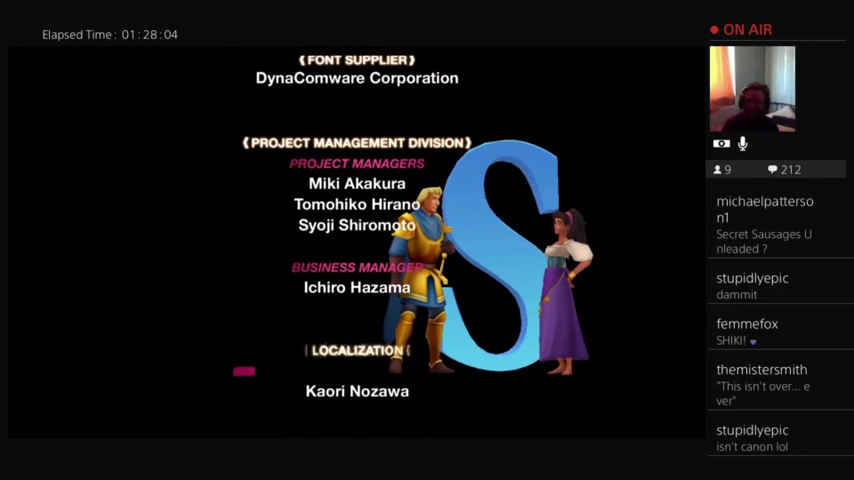 Elapsed Time : 01:28:04
ON AIR
FONT SUPPLIER
DynaComware Corporation
PROJECT MANAGEMENT DIVISION
PROJECT MANAGERS
Miki Akakura
Tomohiko Hirano
Syoji Shiromoto
BUSINESS MANAGER
Ichiro Hazama
LOCALIZATION
Kaori Nozawa
S
9 212
michaelpatterso
n1
Secret Sausages U
nleaded ?
stupidlyepic
dammit
femmefox
SHIKI! 
themistersmith
"This isn't over... e
ver"
stupidlyepic
isn't canon lol